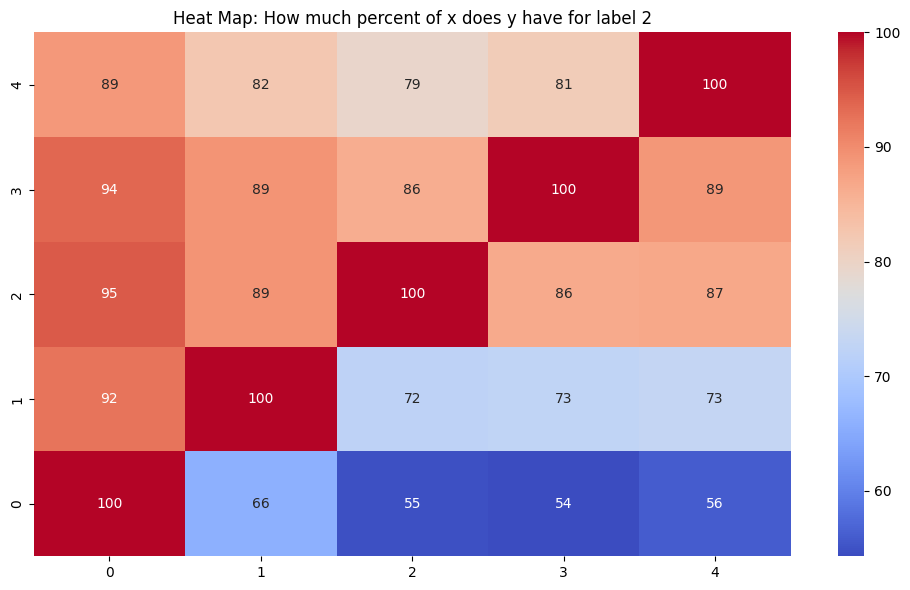 Heat Map: How much percent of x does y have for label 2
4 89 82 79 81 100
3 94 89 86 100 89
2 95 89 100 86 87
1 92 100 72 73 73
0 100 66 55 54 56
0 1 2 3 4
100
90
80
70
60